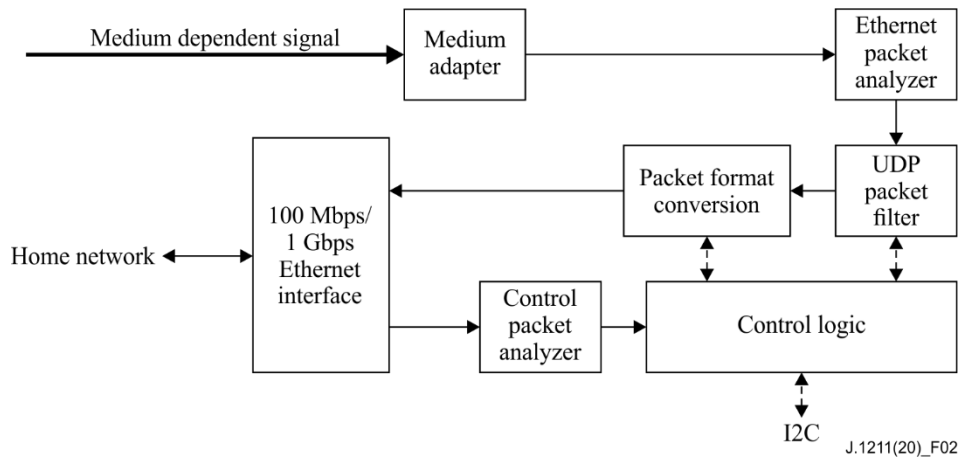 Medium dependent signal
Medium
adapter
Ethernet
packet
analyzer
100 Mbps/
1 Gbps
Ethernet
interface
Packet format
conversion
UDP
packet
filter
Home network
Control
packet
analyzer
Control logic
I2C
J.1211(20)_F02